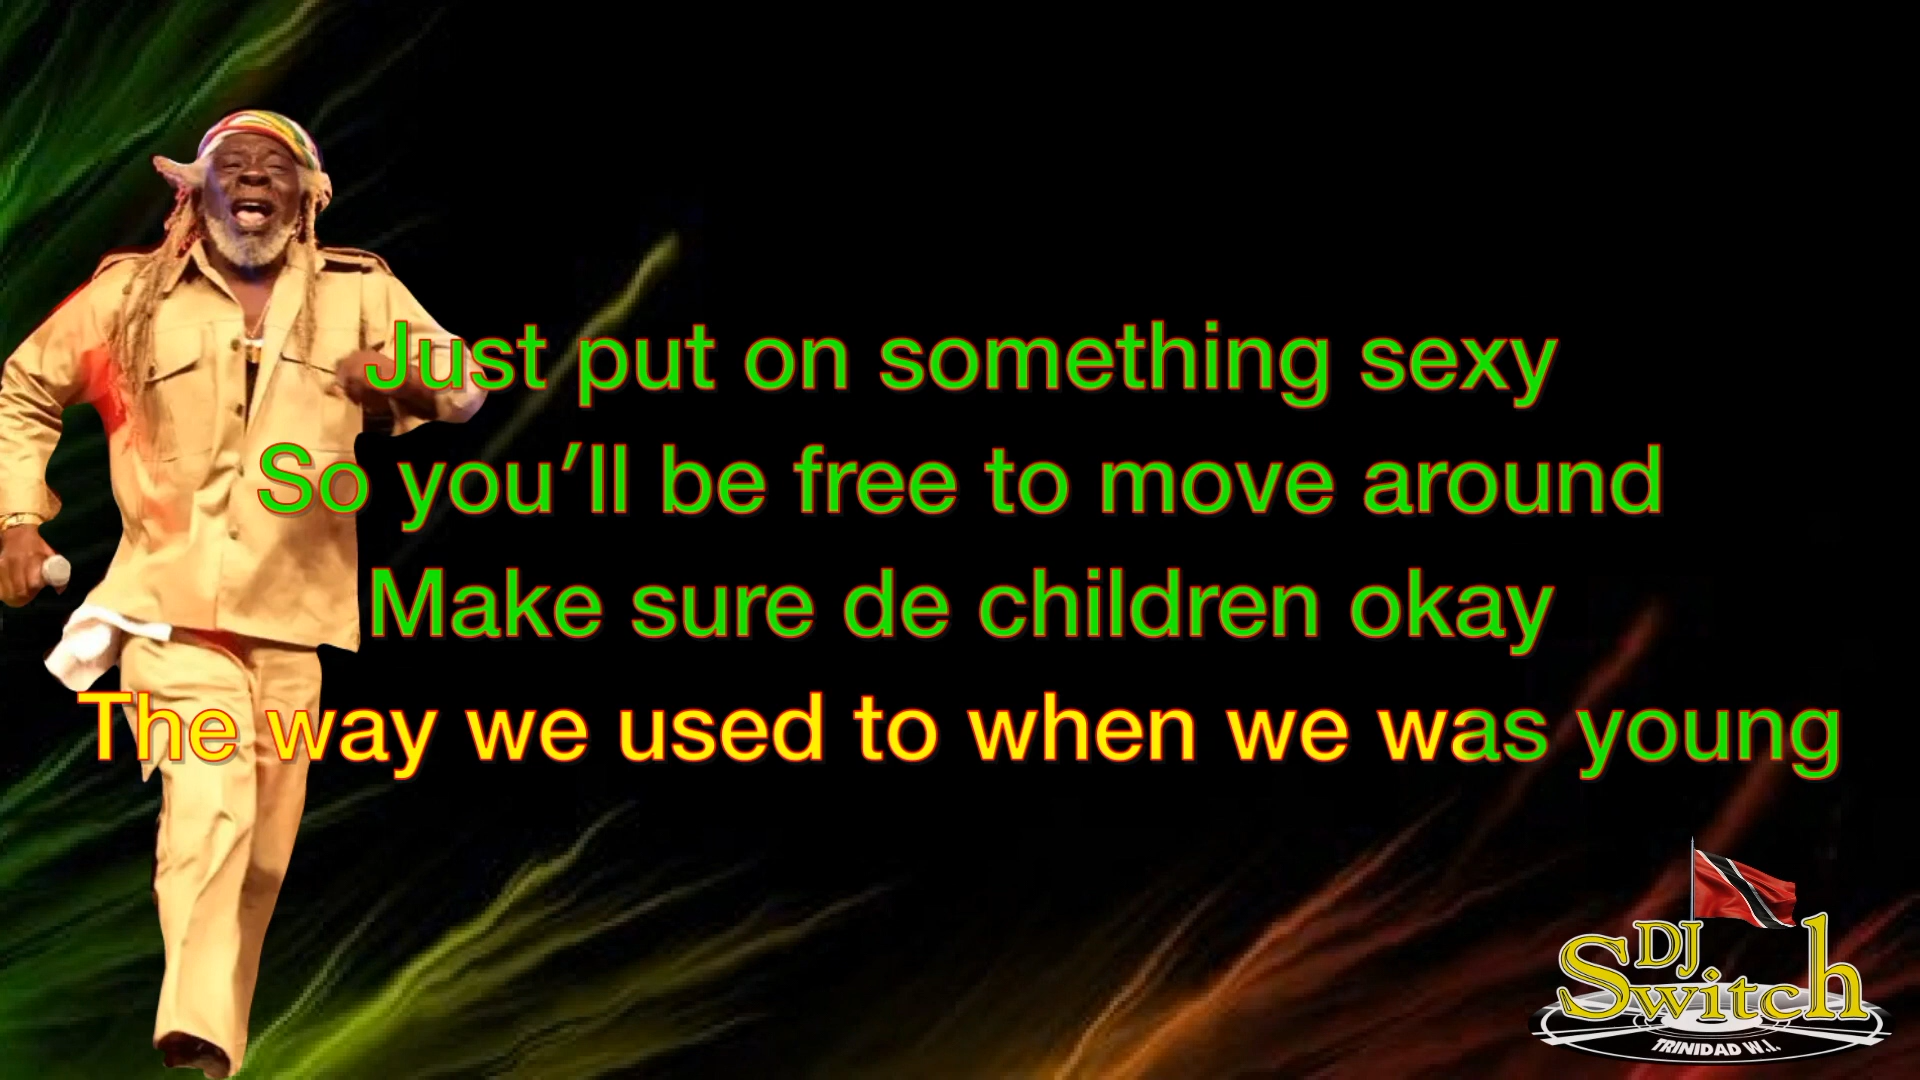 Just put on something sexy
So you’ll be free to move around
Make sure de children okay
The way we used to when we was young
DJ
Switch
TRINIDAD W.I.